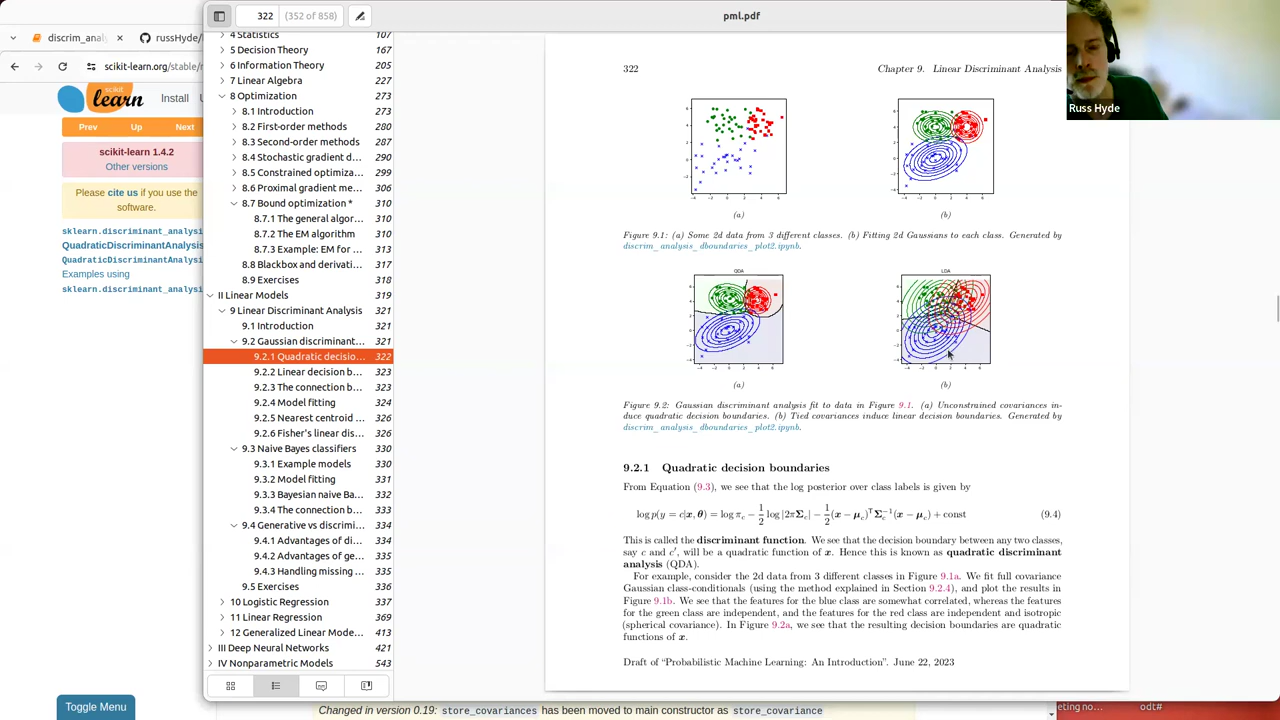 322
(352 of 858)
pml.pdf
discrim_anal
russHyde/
scikit-learn.org/stable/
learn
Install
Prev
Up
Next
scikit-learn 1.4.2
Other versions
Please cite us if you use the
software.
sklearn.discriminant_analysi
QuadraticDiscriminantAnalysis
QuadraticDiscriminantAnalysis
Examples using
sklearn.discriminant_analysi
Toggle Menu
4 Statistics 107
5 Decision Theory 167
6 Information Theory 205
7 Linear Algebra 227
8 Optimization 273
8.1 Introduction 273
8.2 First-order methods 280
8.3 Second-order methods 287
8.4 Stochastic gradient d... 290
8.5 Constrained optimiza... 299
8.6 Proximal gradient me... 306
8.7 Bound optimization * 310
8.7.1 The general algor... 310
8.7.2 The EM algorithm 310
8.7.3 Example: EM for ... 313
8.8 Blackbox and derivati... 317
8.9 Exercises 318
II Linear Models 319
9 Linear Discriminant Analysis 321
9.1 Introduction 321
9.2 Gaussian discriminant... 321
9.2.1 Quadratic decisio... 322
9.2.2 Linear decision b... 323
9.2.3 The connection b... 323
9.2.4 Model fitting 324
9.2.5 Nearest centroid ... 326
9.2.6 Fisher's linear dis... 326
9.3 Naive Bayes classifiers 330
9.3.1 Example models 330
9.3.2 Model fitting 331
9.3.3 Bayesian naive Ba... 332
9.3.4 The connection b... 333
9.4 Generative vs discrimi... 334
9.4.1 Advantages of di... 334
9.4.2 Advantages of ge... 335
9.4.3 Handling missing ... 335
9.5 Exercises 336
10 Logistic Regression 337
11 Linear Regression 369
12 Generalized Linear Mode... 413
III Deep Neural Networks 421
IV Nonparametric Models 543
322 Chapter 9. Linear Discriminant Analysis
(a) (b)
Figure 9.1: (a) Some 2d data from 3 different classes. (b) Fitting 2d Gaussians to each class. Generated by
discrim_analysis_dboundaries_plot2.ipynb.
QDA LDA
(a) (b)
Figure 9.2: Gaussian discriminant analysis fit to data in Figure 9.1. (a) Unconstrained covariances in-
duce quadratic decision boundaries. (b) Tied covariances induce linear decision boundaries. Generated by
discrim_analysis_dboundaries_plot2.ipynb.
9.2.1 Quadratic decision boundaries
From Equation (9.3), we see that the log posterior over class labels is given by
log p(y = c|x, θ) = log π_c − 1/2 log |2πΣ_c| − 1/2 (x − μ_c)^T Σ_c^{-1} (x − μ_c) + const (9.4)
This is called the discriminant function. We see that the decision boundary between any two classes,
say c and c′, will be a quadratic function of x. Hence this is known as quadratic discriminant
analysis (QDA).
For example, consider the 2d data from 3 different classes in Figure 9.1a. We fit full covariance
Gaussian class-conditionals (using the method explained in Section 9.2.4), and plot the results in
Figure 9.1b. We see that the features for the blue class are somewhat correlated, whereas the features
for the green class are independent, and the features for the red class are independent and isotropic
(spherical covariance). In Figure 9.2a, we see that the resulting decision boundaries are quadratic
functions of x.
Draft of "Probabilistic Machine Learning: An Introduction". June 22, 2023
Russ Hyde
Changed in version 0.19: store_covariances has been moved to main constructor as store_covariance
eting no...
odt#